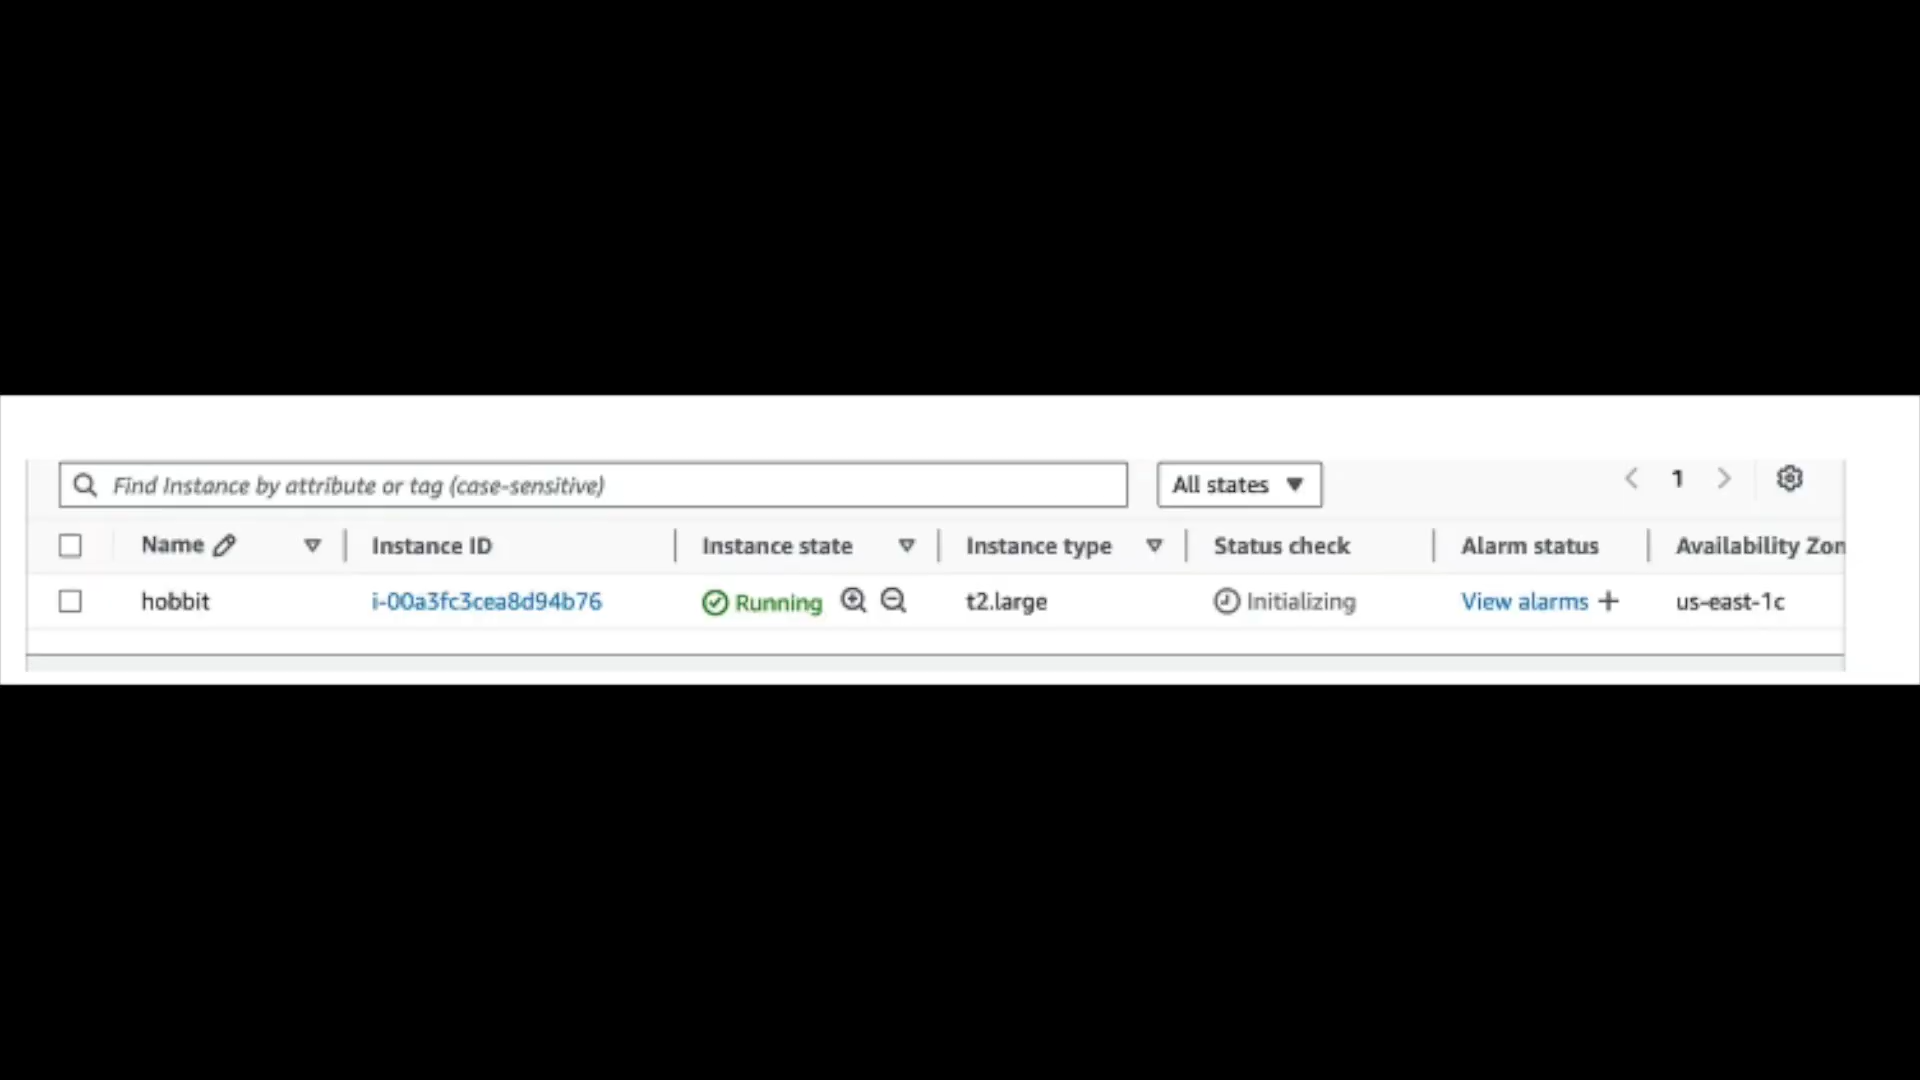 Find Instance by attribute or tag (case-sensitive) All states 1
Name Instance ID Instance state Instance type Status check Alarm status Availability Zon
hobbit i-00a3fc3cea8d94b76 Running t2.large Initializing View alarms + us-east-1c